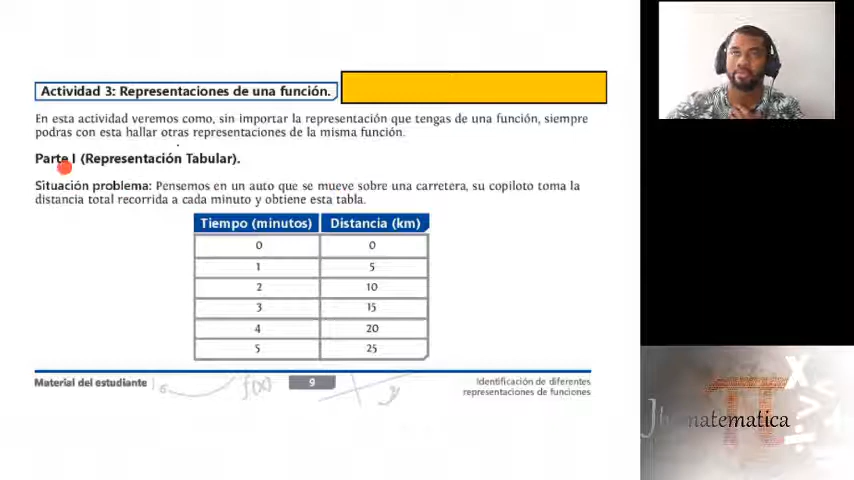 Actividad 3: Representaciones de una función.
En esta actividad veremos como, sin importar la representación que tengas de una función, siempre
podras con esta hallar otras representaciones de la misma función.
Parte I (Representación Tabular).
Situación problema: Pensemos en un auto que se mueve sobre una carretera, su copiloto toma la
distancia total recorrida a cada minuto y obtiene esta tabla.
Tiempo (minutos) Distancia (km)
0 0
1 5
2 10
3 15
4 20
5 25
Material del estudiante
f(x)
9
y
Identificación de diferentes
representaciones de funciones
matematica